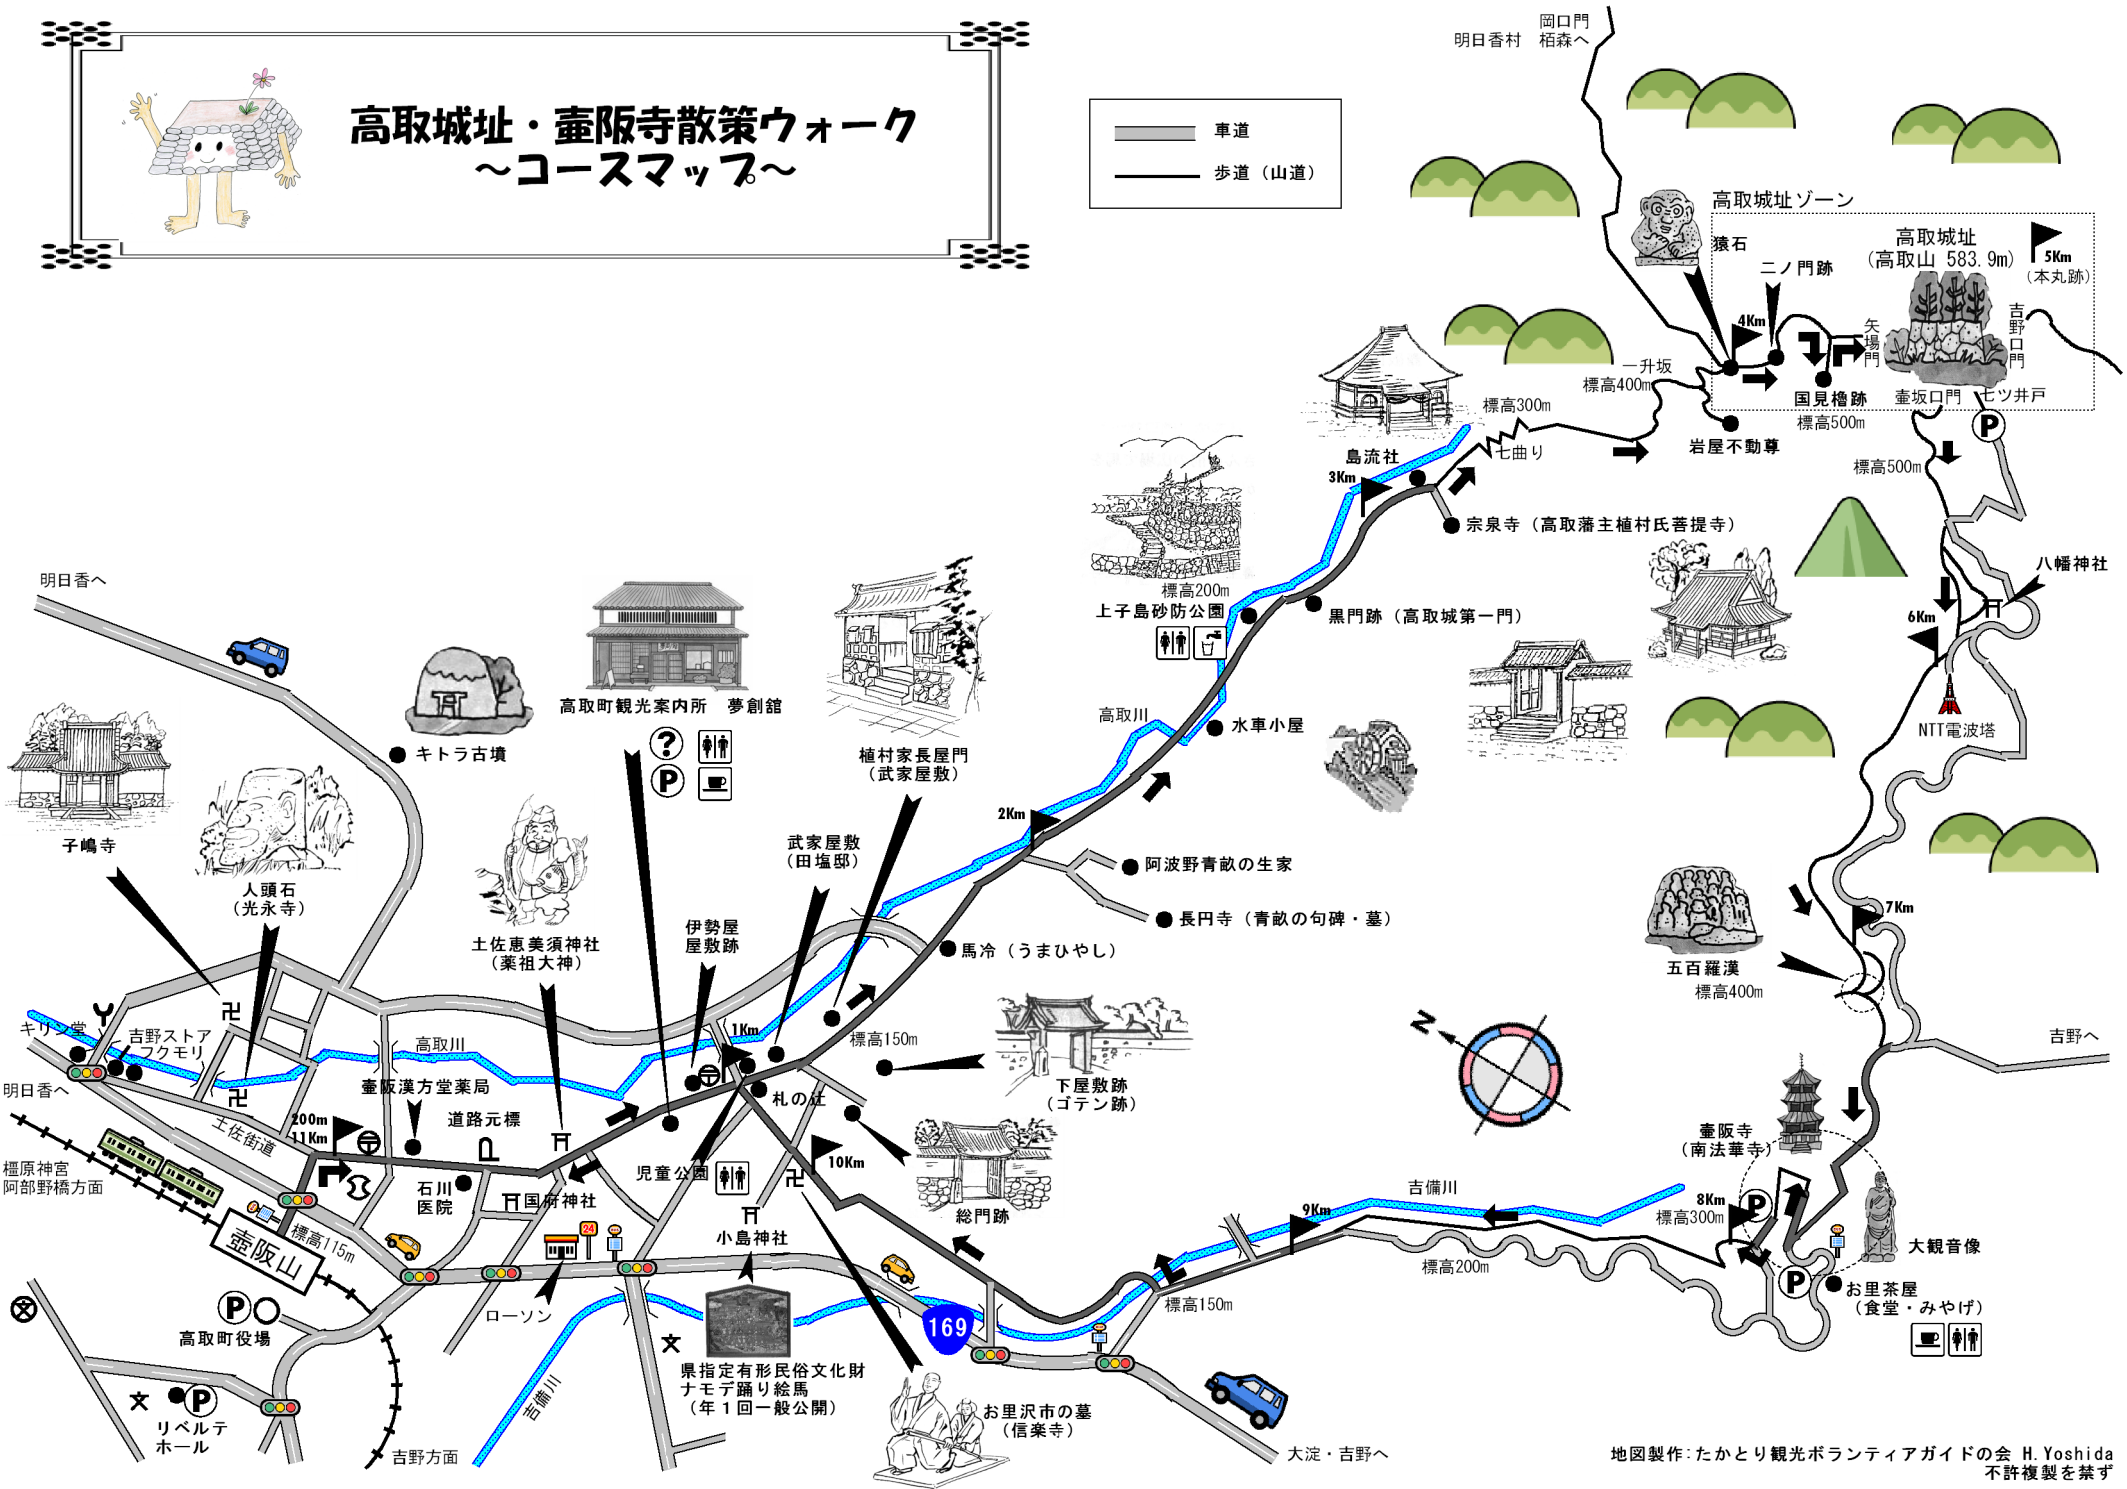 高取城址・壷阪寺散策ウォーク
～コースマップ～
車道
歩道（山道）
岡口門
明日香村　栢森へ
高取城址ゾーン
猿石
二ノ門跡
高取城址
（高取山 583.9m）
5Km
（本丸跡）
4Km
矢場門
吉野口門
一升坂
標高400m
国見櫓跡
標高500m
壷坂口門
七ツ井戸
P
岩屋不動尊
標高300m
七曲り
標高500m
島流社
3Km
宗泉寺（高取藩主植村氏菩提寺）
八幡神社
6Km
NTT電波塔
標高200m
上子島砂防公園
黒門跡（高取城第一門）
高取川
水車小屋
明日香へ
キトラ古墳
高取町観光案内所　夢創館
?
P
植村家長屋門
（武家屋敷）
2Km
武家屋敷
（田塩邸）
阿波野青畝の生家
長円寺（青畝の句碑・墓）
馬冷（うまひやし）
子嶋寺
人頭石
（光永寺）
土佐恵美須神社
（薬祖大神）
伊勢屋
屋敷跡
7Km
五百羅漢
標高400m
吉野へ
キリン堂
吉野ストア
フクモリ
高取川
1Km
標高150m
下屋敷跡
（ゴテン跡）
N
明日香へ
壷阪漢方堂薬局
道路元標
札の辻
200m
11Km
土佐街道
橿原神宮
阿部野橋方面
石川
医院
国府神社
児童公園
10Km
総門跡
小島神社
壷阪寺
（南法華寺）
8Km
標高300m
P
大観音像
吉備川
9Km
標高200m
標高150m
P
お里茶屋
（食堂・みやげ）
壺阪山
標高115m
24
ローソン
P
高取町役場
169
県指定有形民俗文化財
ナモデ踊り絵馬
（年１回一般公開）
吉備川
お里沢市の墓
（信楽寺）
文
文
P
リベルテ
ホール
吉野方面
大淀・吉野へ
地図製作：たかとり観光ボランティアガイドの会 H.Yoshida
不許複製を禁ず